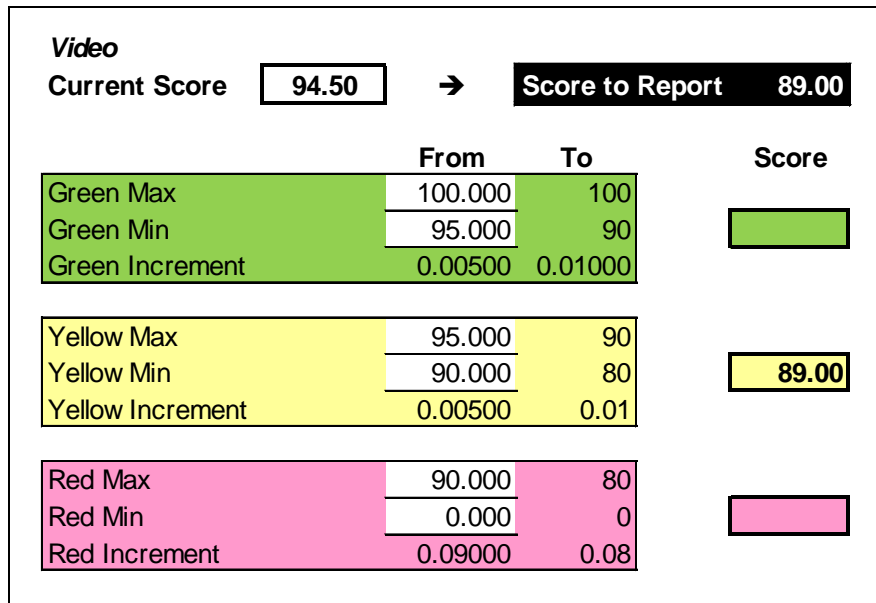 Video
Current Score 94.50 ➔ Score to Report 89.00
From To Score
Green Max 100.000 100
Green Min 95.000 90
Green Increment 0.00500 0.01000
Yellow Max 95.000 90
Yellow Min 90.000 80 89.00
Yellow Increment 0.00500 0.01
Red Max 90.000 80
Red Min 0.000 0
Red Increment 0.09000 0.08